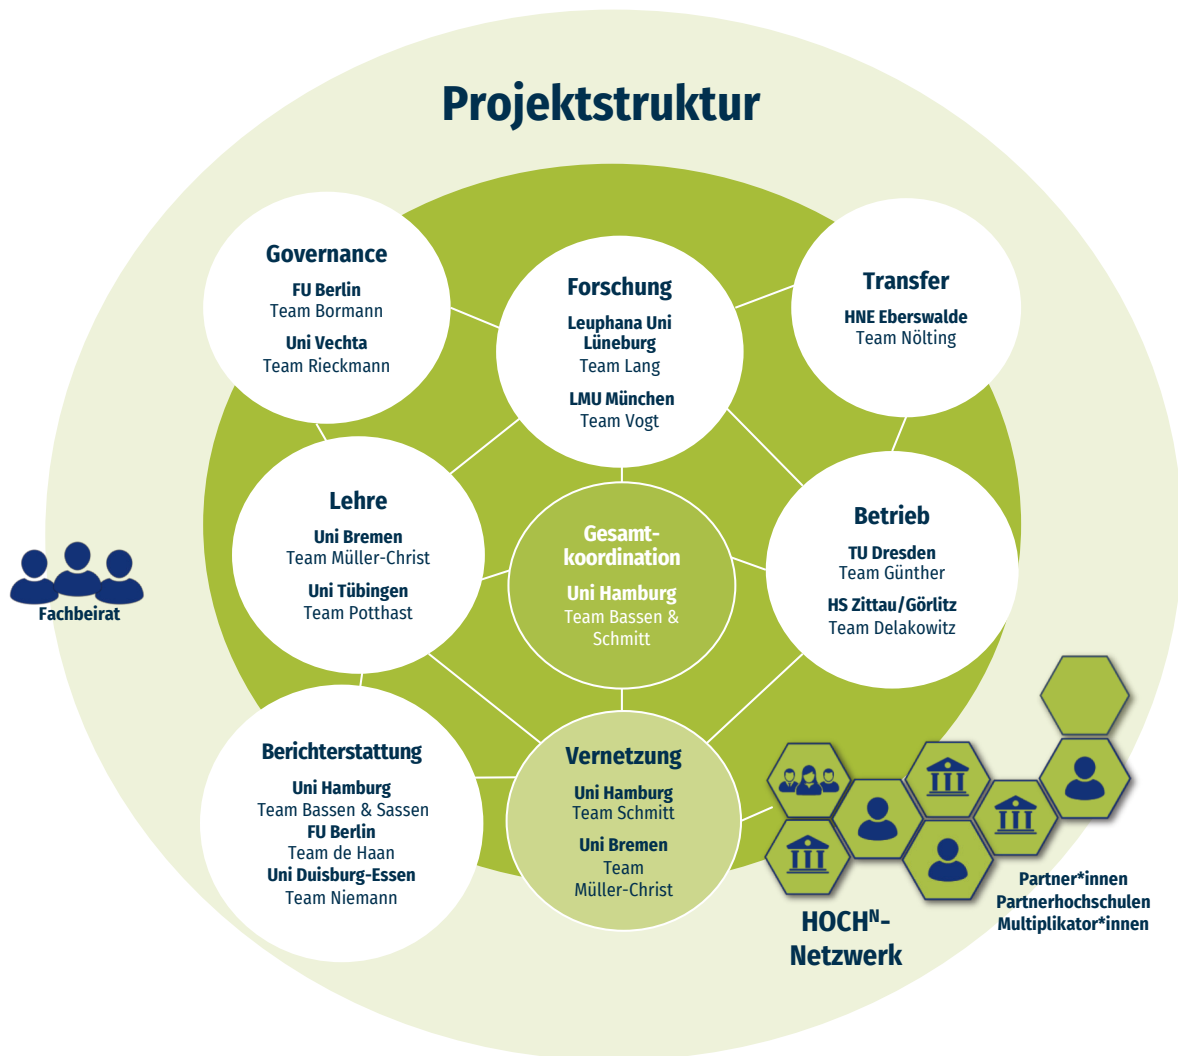 Projektstruktur
Governance
FU Berlin
Team Bormann
Uni Vechta
Team Rieckmann
Forschung
Leuphana Uni
Lüneburg
Team Lang
LMU München
Team Vogt
Transfer
HNE Eberswalde
Team Nölting
Lehre
Uni Bremen
Team Müller-Christ
Uni Tübingen
Team Potthast
Gesamt-
koordination
Uni Hamburg
Team Bassen &
Schmitt
Betrieb
TU Dresden
Team Günther
HS Zittau/Görlitz
Team Delakowitz
Fachbeirat
Berichterstattung
Uni Hamburg
Team Bassen & Sassen
FU Berlin
Team de Haan
Uni Duisburg-Essen
Team Niemann
Vernetzung
Uni Hamburg
Team Schmitt
Uni Bremen
Team
Müller-Christ
HOCHᴺ-
Netzwerk
Partner*innen
Partnerhochschulen
Multiplikator*innen